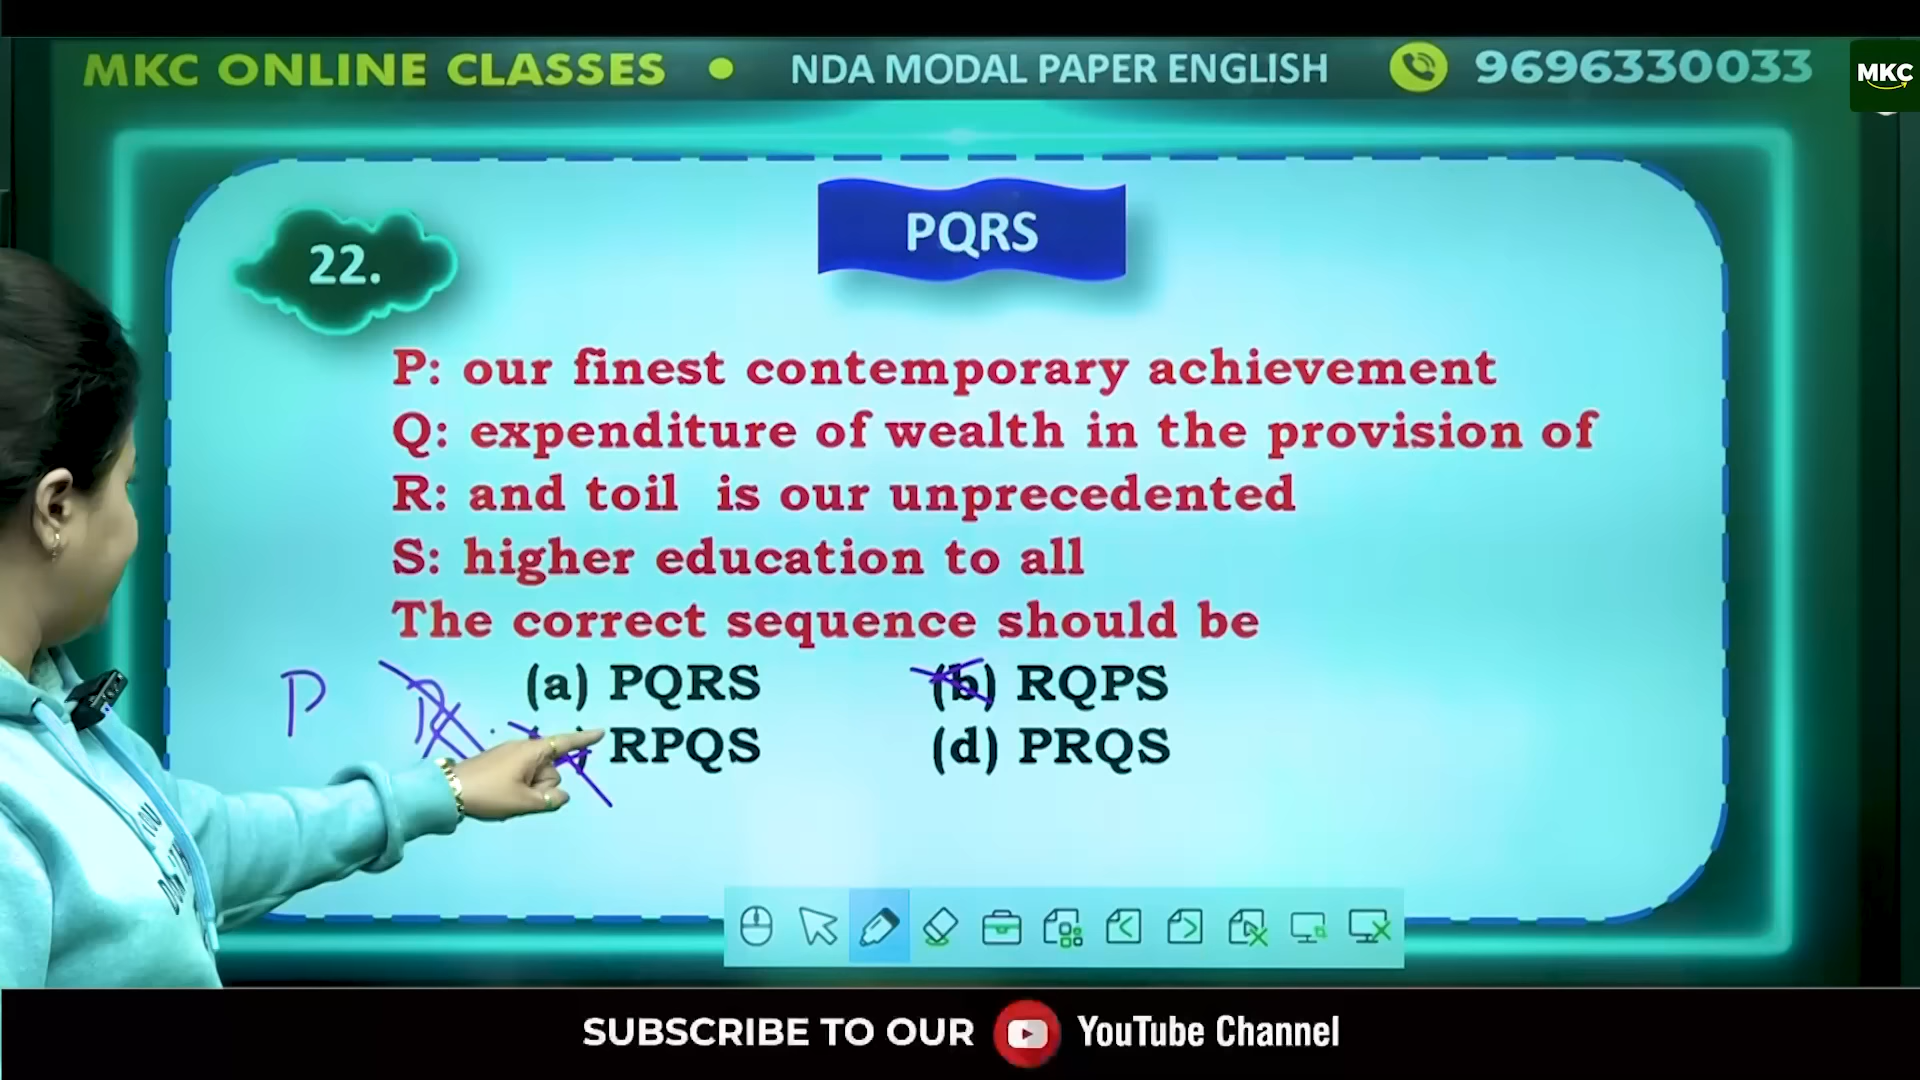 MKC ONLINE CLASSES • NDA MODAL PAPER ENGLISH 9696330033
MKC
PQRS
22.
P: our finest contemporary achievement
Q: expenditure of wealth in the provision of
R: and toil is our unprecedented
S: higher education to all
The correct sequence should be
P R (a) PQRS (b) RQPS
RPQS (d) PRQS
YOU
SUBSCRIBE TO OUR YouTube Channel